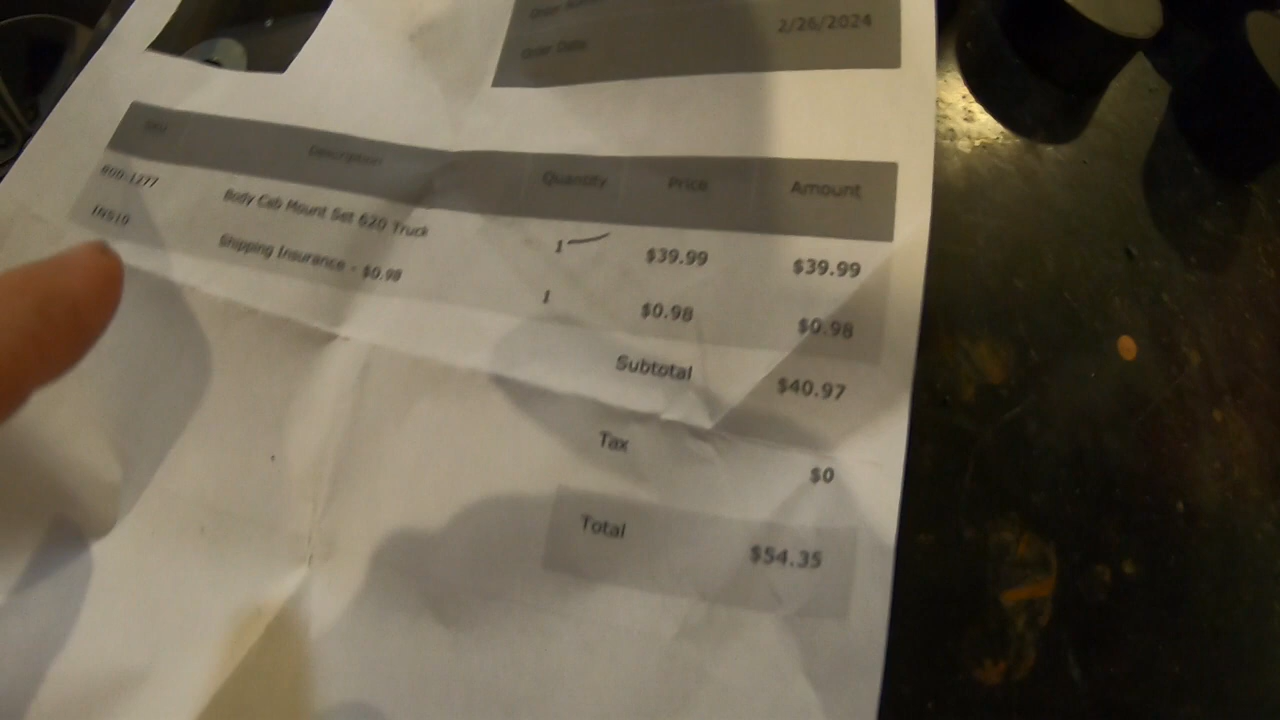 2/26/2024
Order Date
SKU Description Quantity Price Amount
800-1277 Body Cab Mount Set 620 Truck 1 $39.99 $39.99
INS10 Shipping Insurance - $0.98 1 $0.98 $0.98
Subtotal $40.97
Tax $0
Total $54.35